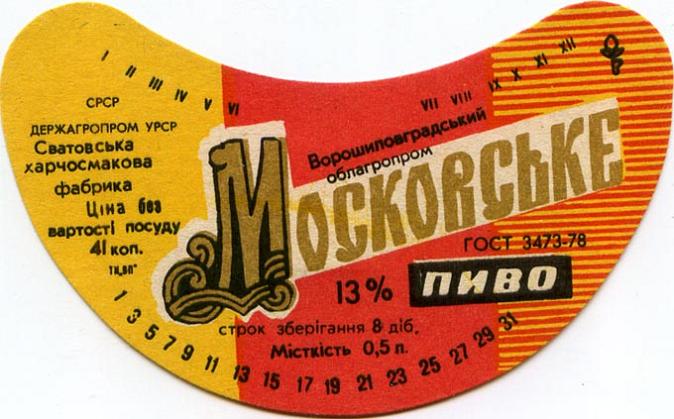 I II III IV V VI VII VIII IX X XI XII
СРСР
ДЕРЖАГРОПРОМ УРСР
Сватовська
харчосмакова
фабрика
Ціна без
вартості посуду
41 коп.
Ворошиловградський
облагропром
МОСКОВСЬКЕ
ГОСТ 3473-78
13% ПИВО
строк зберігання 8 діб.
Місткість 0,5 л.
1 3 5 7 9 11 13 15 17 19 21 23 25 27 29 31